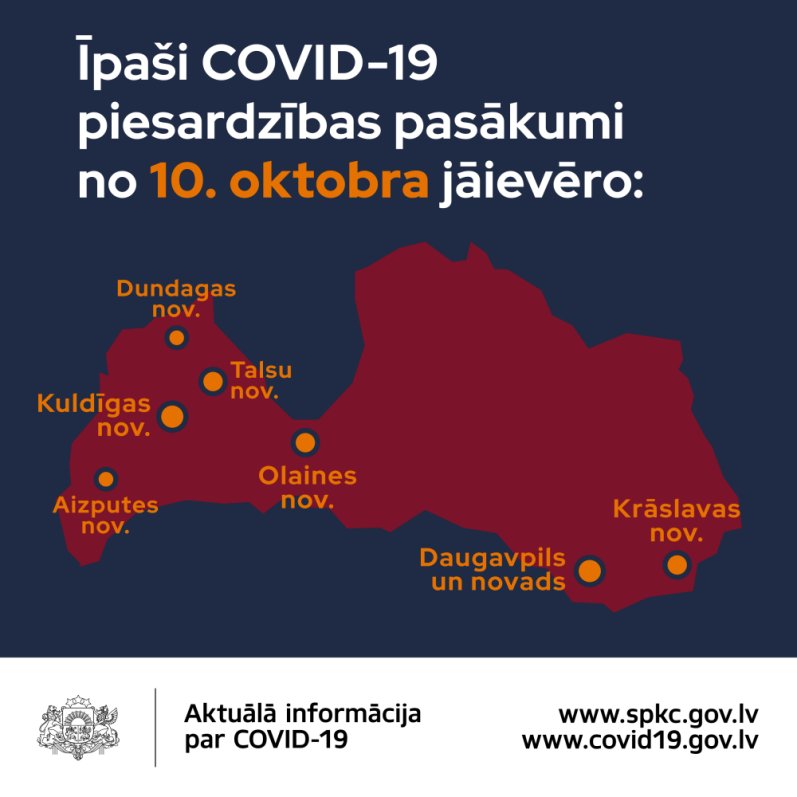 Īpaši COVID-19
piesardzības pasākumi
no 10. oktobra jāievēro:
Dundagas
nov.
Talsu
nov.
Kuldīgas
nov.
Olaines
nov.
Aizputes
nov.
Krāslavas
nov.
Daugavpils
un novads
Aktuālā informācija
par COVID-19
www.spkc.gov.lv
www.covid19.gov.lv